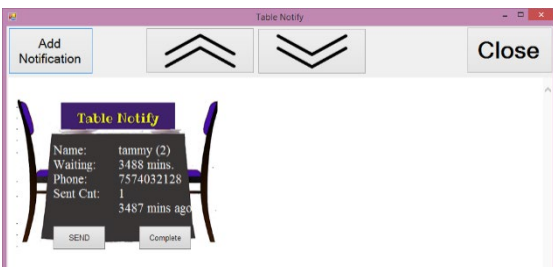 Table Notify
Add
Notification
Close
Table Notify
Name: tammy (2)
Waiting: 3488 mins.
Phone: 7574032128
Sent Cnt: 1
3487 mins ago
SEND Complete